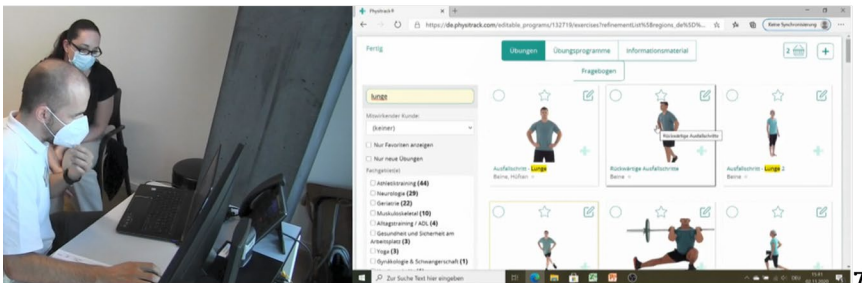 Physitrack®
https://de.physitrack.com/editable_programs/132719/exercises?refinementList%5Bregions_de%5D%...
Keine Synchronisierung
Fertig
Übungen
Übungsprogramme
Informationsmaterial
2
Fragebogen
lunge
Mitwirkender Kunde
(keiner)
Nur Favoriten anzeigen
Nur neue Übungen
Fachgebiet(e)
Athletiktraining (44)
Neurologie (29)
Geriatrie (22)
Muskuloskeletal (10)
Alltagstraining / ADL (4)
Gesundheit und Sicherheit am
Arbeitsplatz (3)
Yoga (3)
Gynäkologie & Schwangerschaft (1)
Rückwärtige Ausfallschritte
Ausfallschritt - Lunge
Beine, Hüften
Rückwärtige Ausfallschritte
Beine
Ausfallschritt - Lunge 2
Beine
Zur Suche Text hier eingeben
DEU
15:41
7